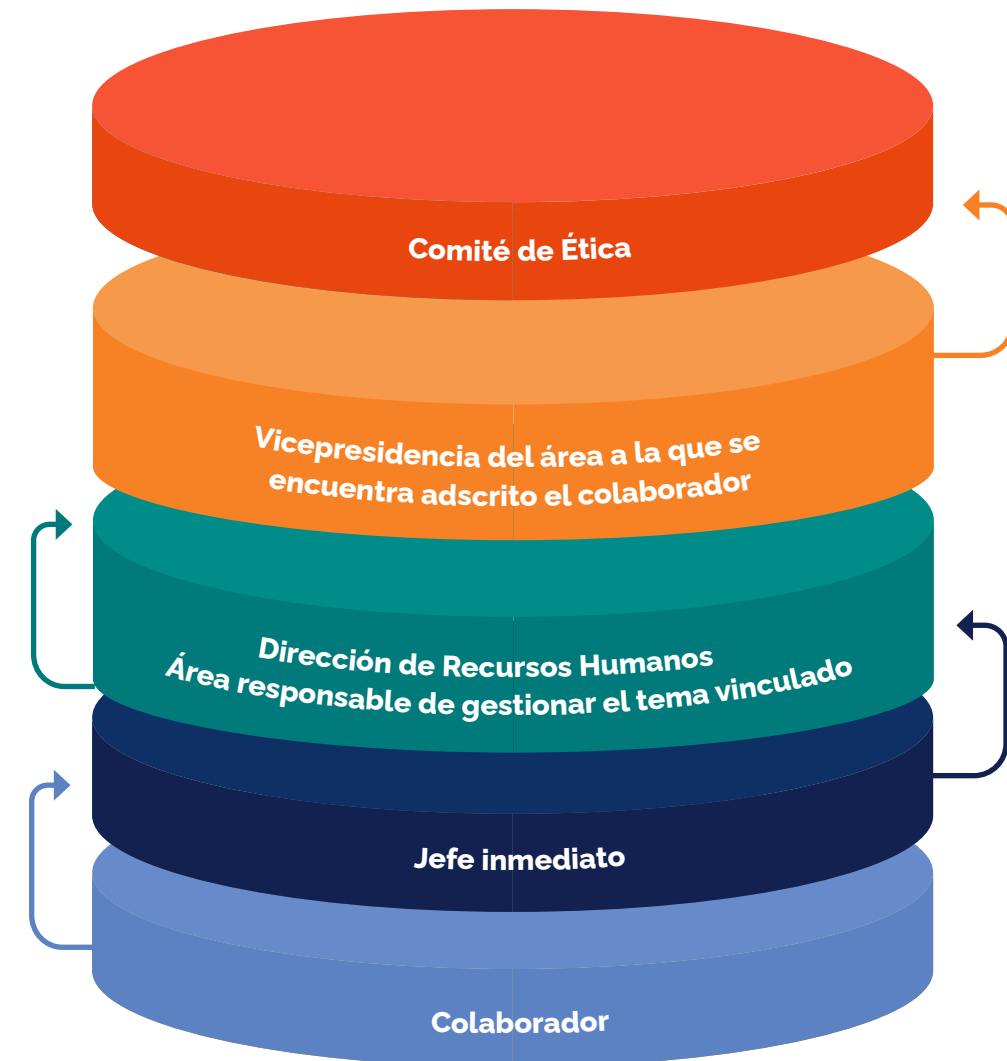 Comité de Ética
Vicepresidencia del área a la que se
encuentra adscrito el colaborador
Dirección de Recursos Humanos
Área responsable de gestionar el tema vinculado
Jefe inmediato
Colaborador